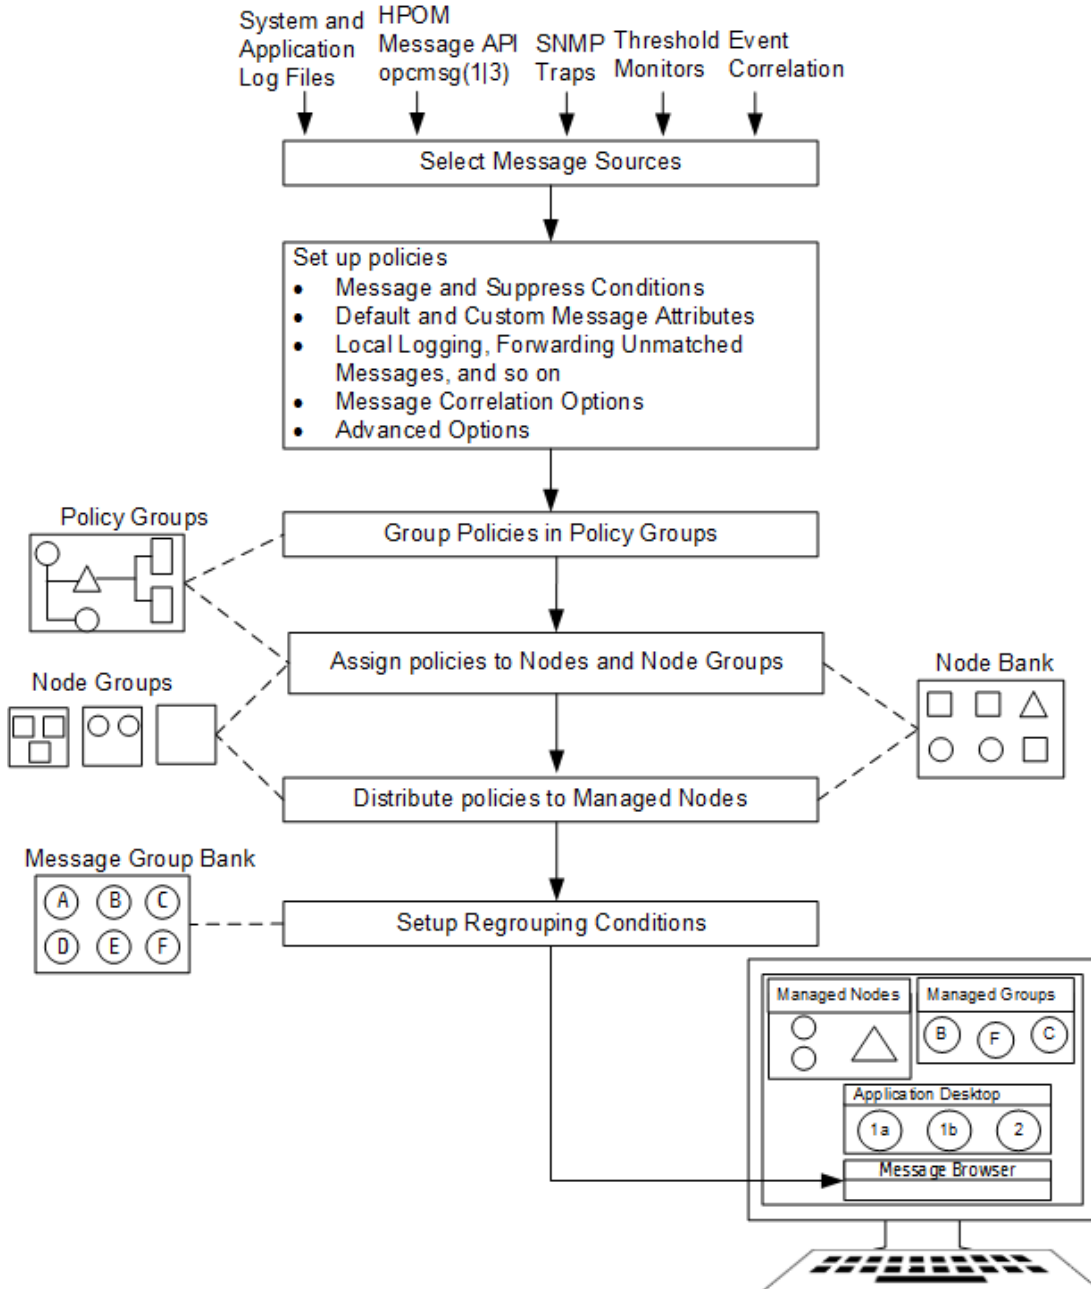 System and
Application
Log Files
HPOM
Message API
opcmsg(1|3)
SNMP
Traps
Threshold
Monitors
Event
Correlation
Select Message Sources
Set up policies
• Message and Suppress Conditions
• Default and Custom Message Attributes
• Local Logging, Forwarding Unmatched
Messages, and so on
• Message Correlation Options
• Advanced Options
Policy Groups
Group Policies in Policy Groups
Assign policies to Nodes and Node Groups
Node Groups
Node Bank
Distribute policies to Managed Nodes
Message Group Bank
A B C
D E F
Setup Regrouping Conditions
Managed Nodes
Managed Groups
B F C
Application Desktop
1a 1b 2
Message Browser